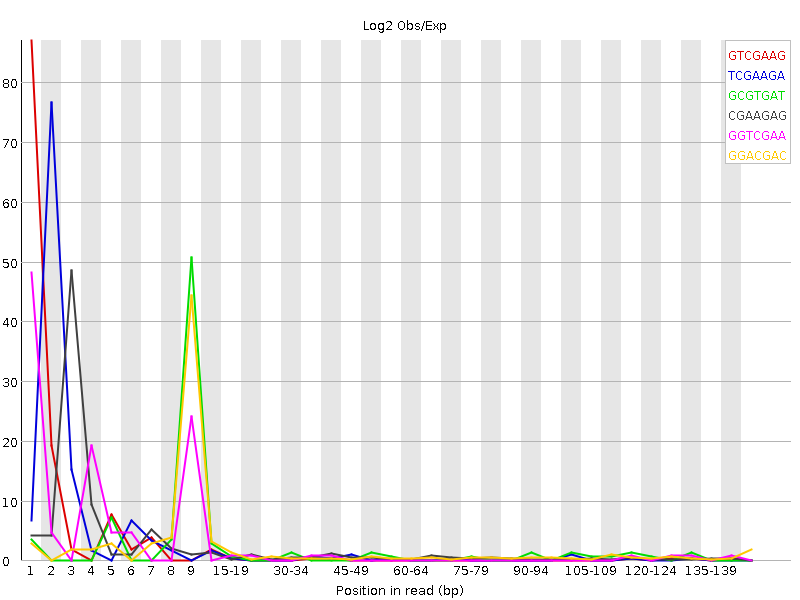 Log2 Obs/Exp
GTCGAAG
TCGAAGA
GCGTGAT
CGAAGAG
GGTCGAA
GGACGAC
80
70
60
50
40
30
20
10
0
1 2 3 4 5 6 7 8 9 15-19 30-34 45-49 60-64 75-79 90-94 105-109 120-124 135-139
Position in read (bp)